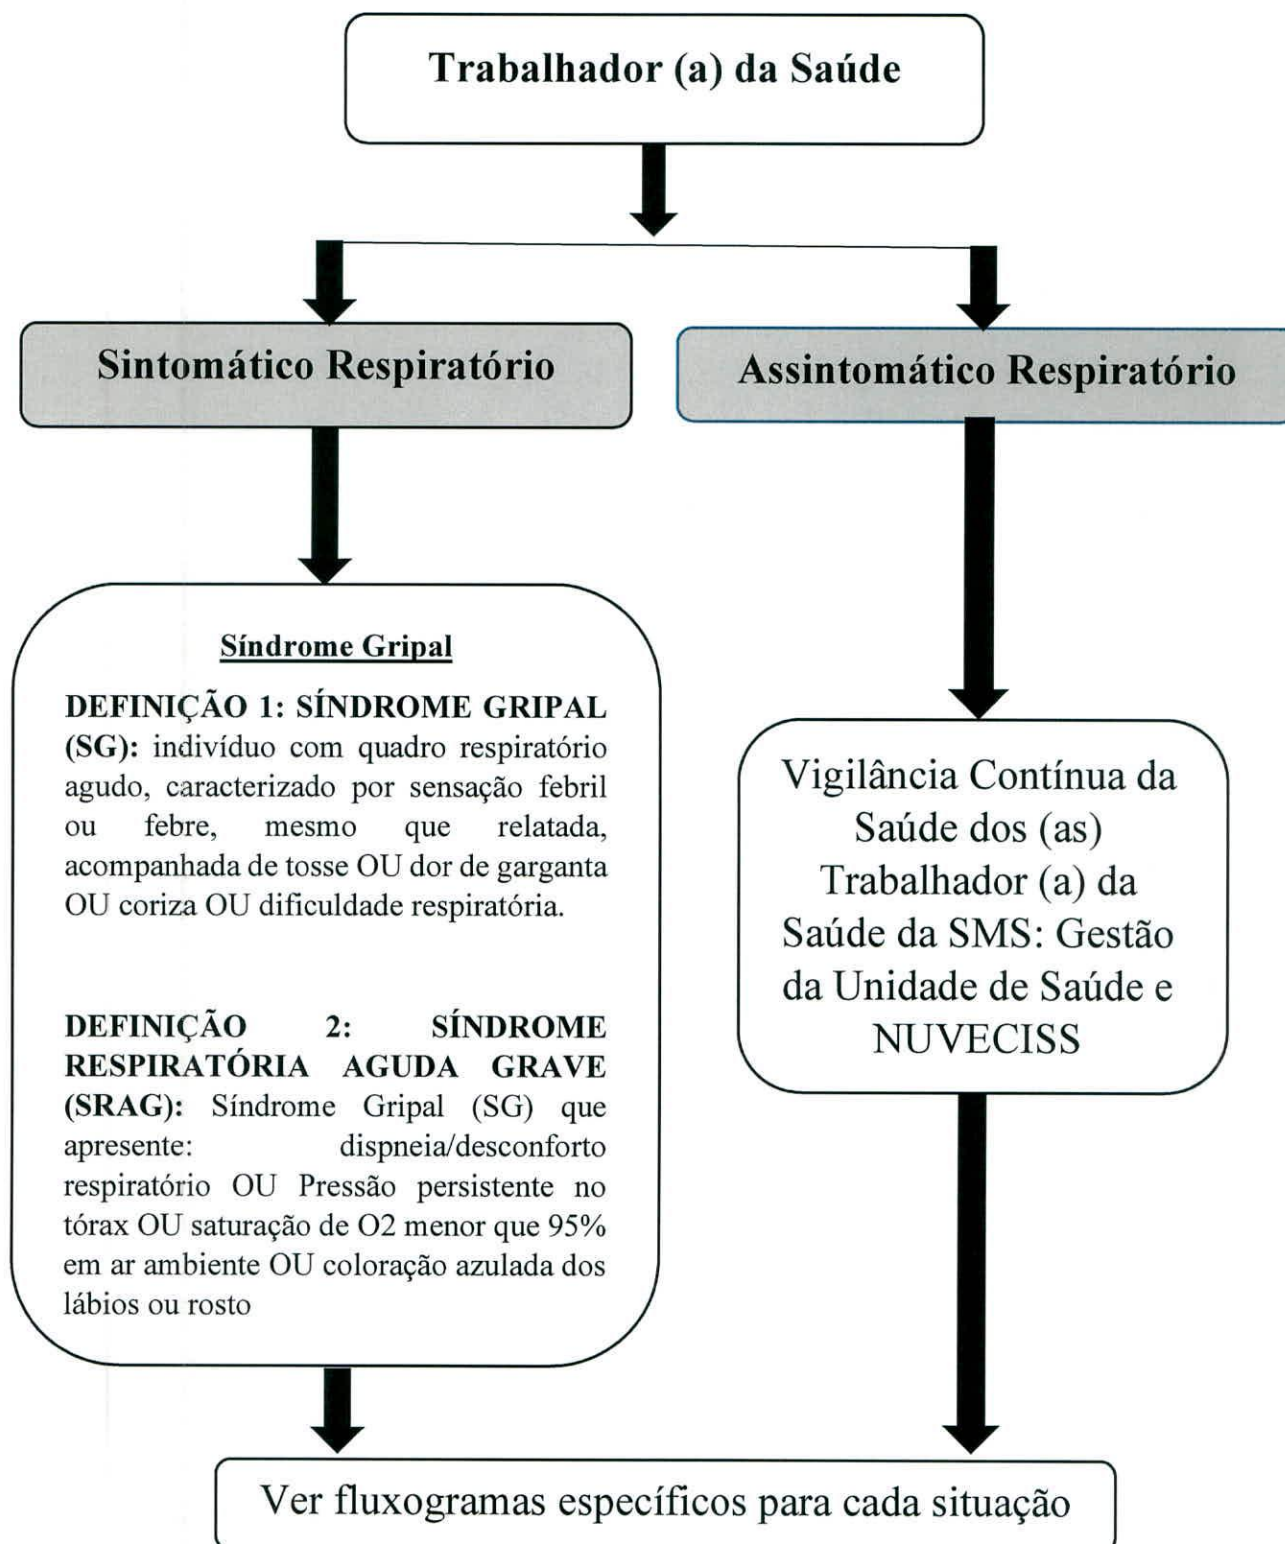 Trabalhador (a) da Saúde
Sintomático Respiratório
Assintomático Respiratório
Síndrome Gripal
DEFINIÇÃO 1: SÍNDROME GRIPAL
(SG): indivíduo com quadro respiratório
agudo, caracterizado por sensação febril
ou febre, mesmo que relatada,
acompanhada de tosse OU dor de garganta
OU coriza OU dificuldade respiratória.
DEFINIÇÃO 2: SÍNDROME
RESPIRATÓRIA AGUDA GRAVE
(SRAG): Síndrome Gripal (SG) que
apresente: dispneia/desconforto
respiratório OU Pressão persistente no
tórax OU saturação de O2 menor que 95%
em ar ambiente OU coloração azulada dos
lábios ou rosto
Vigilância Contínua da
Saúde dos (as)
Trabalhador (a) da
Saúde da SMS: Gestão
da Unidade de Saúde e
NUVECISS
Ver fluxogramas específicos para cada situação